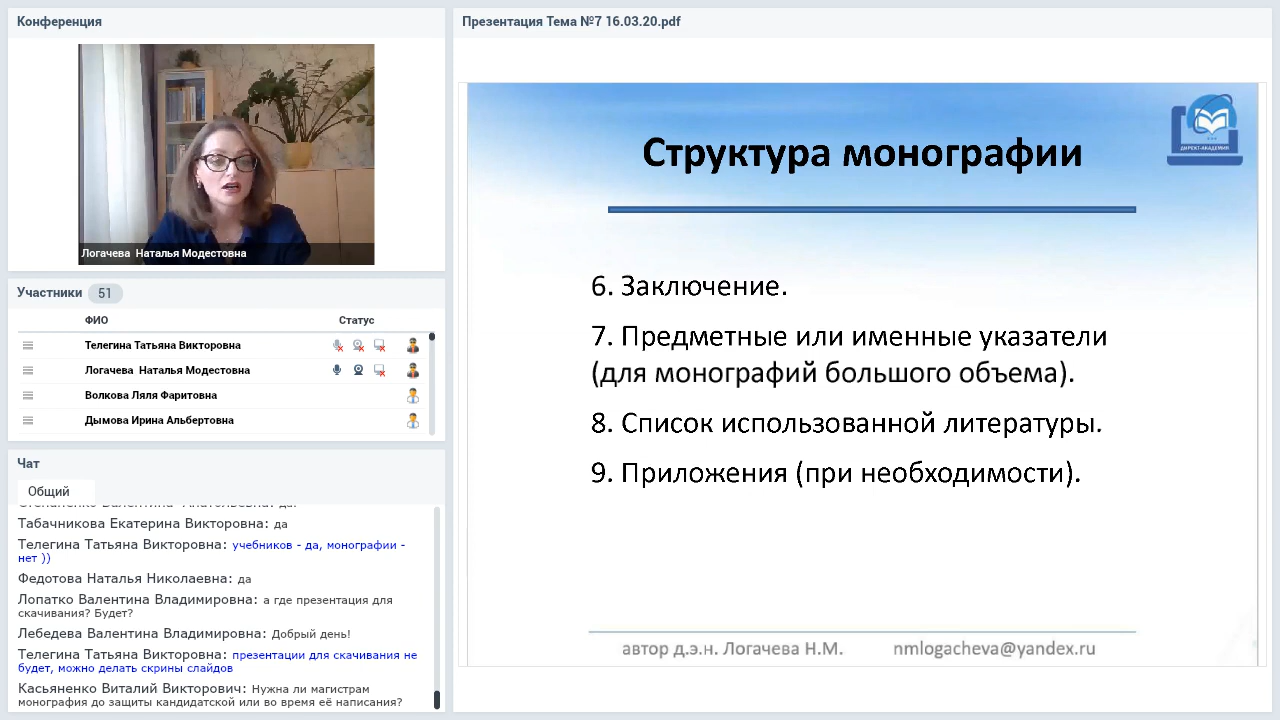 Конференция
Логачева  Наталья Модестовна
Участники 51
ФИО Статус
Телегина Татьяна Викторовна
Логачева  Наталья Модестовна
Волкова Ляля Фаритовна
Дымова Ирина Альбертовна
Чат
Общий
Табачникова Екатерина Викторовна: да
Телегина Татьяна Викторовна: учебников - да, монографии -
нет ))
Федотова Наталья Николаевна: да
Лопатко Валентина Владимировна: а где презентация для
скачивания? Будет?
Лебедева Валентина Владимировна: Добрый день!
Телегина Татьяна Викторовна: презентации для скачивания не
будет, можно делать скрины слайдов
Касьяненко Виталий Викторович: Нужна ли магистрам
монография до защиты кандидатской или во время её написания?
Презентация Тема №7 16.03.20.pdf
ДИРЕКТ-АКАДЕМИЯ
Структура монографии
6. Заключение.
7. Предметные или именные указатели
(для монографий большого объема).
8. Список использованной литературы.
9. Приложения (при необходимости).
автор д.э.н. Логачева Н.М. nmlogacheva@yandex.ru